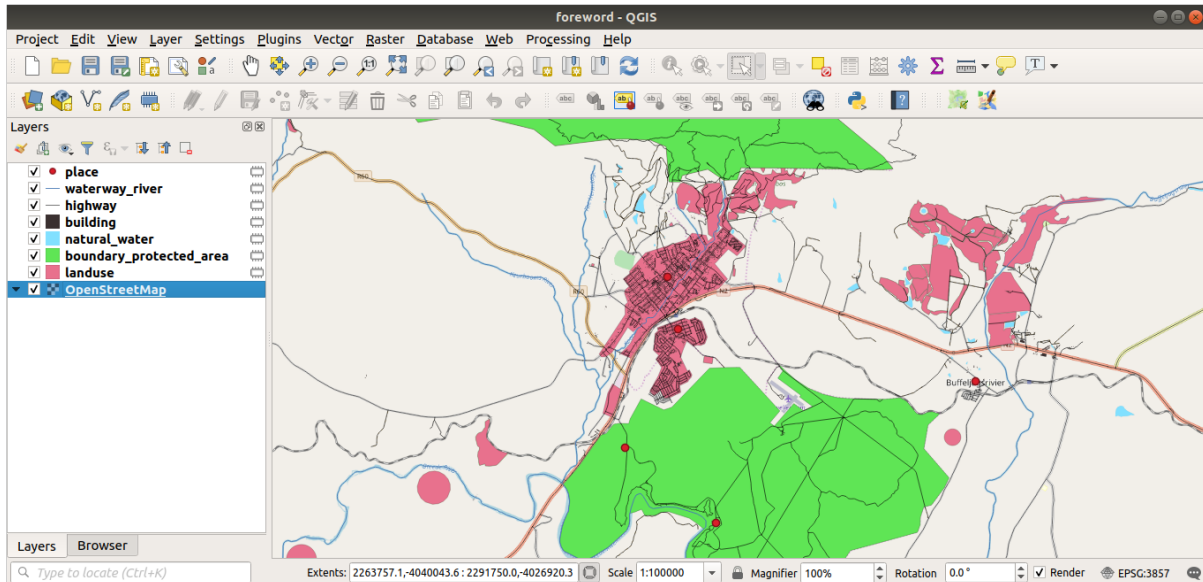 foreword - QGIS
Project Edit View Layer Settings Plugins Vector Raster Database Web Processing Help
Layers
place
waterway_river
highway
building
natural_water
boundary_protected_area
landuse
OpenStreetMap
R60
R60
N2
Layers Browser
Type to locate (Ctrl+K)
Extents: 2263757.1,-4040043.6 : 2291750.0,-4026920.3 Scale 1:100000 Magnifier 100% Rotation 0.0° Render EPSG:3857